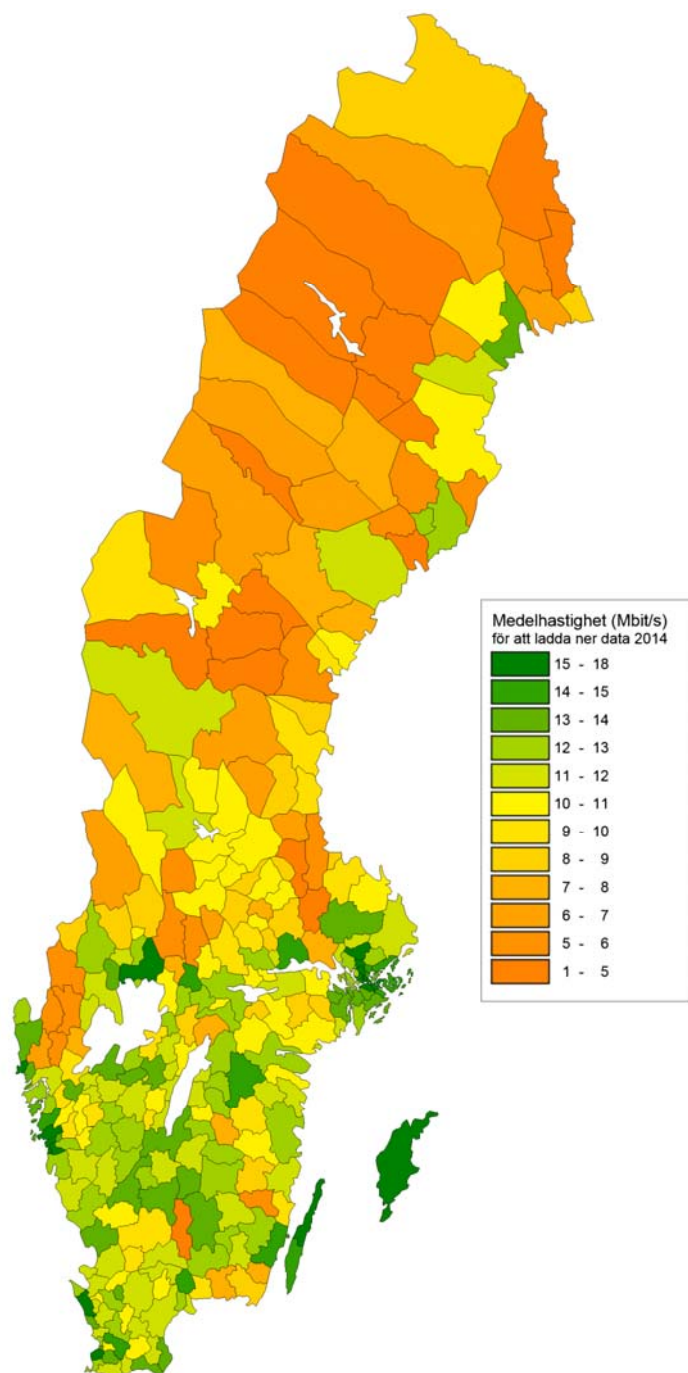 Medelhastighet (Mbit/s)
för att ladda ner data 2014
15 - 18
14 - 15
13 - 14
12 - 13
11 - 12
10 - 11
9 - 10
8 - 9
7 - 8
6 - 7
5 - 6
1 - 5